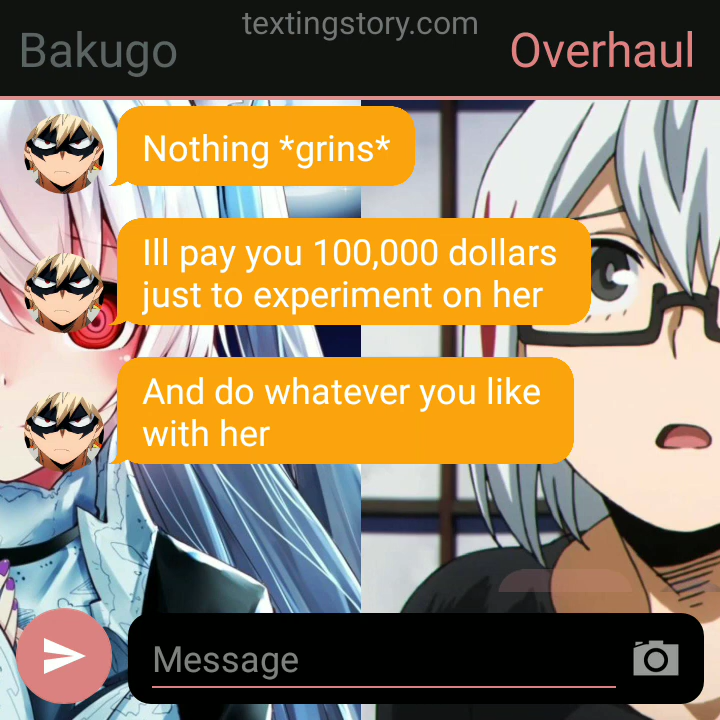 textingstory.com
Bakugo
Overhaul
Nothing *grins*
Ill pay you 100,000 dollars
just to experiment on her
And do whatever you like
with her
Message